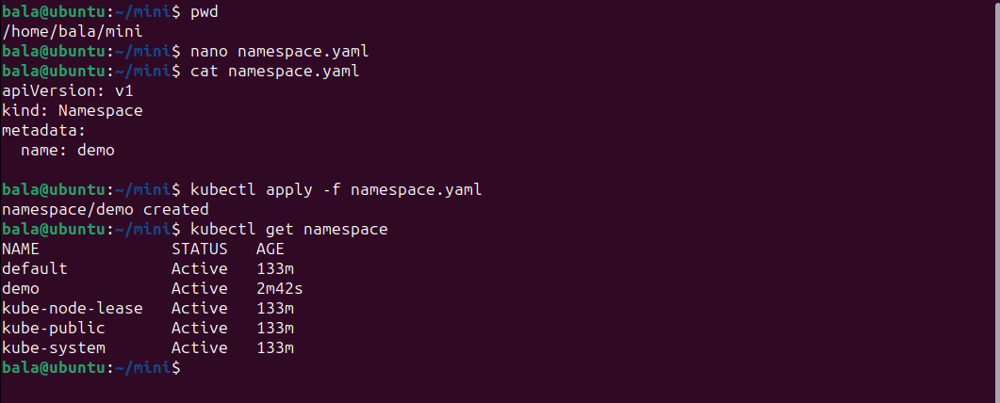 bala@ubuntu:~/mini$ pwd
/home/bala/mini
bala@ubuntu:~/mini$ nano namespace.yaml
bala@ubuntu:~/mini$ cat namespace.yaml
apiVersion: v1
kind: Namespace
metadata:
  name: demo

bala@ubuntu:~/mini$ kubectl apply -f namespace.yaml
namespace/demo created
bala@ubuntu:~/mini$ kubectl get namespace
NAME              STATUS   AGE
default           Active   133m
demo              Active   2m42s
kube-node-lease   Active   133m
kube-public       Active   133m
kube-system       Active   133m
bala@ubuntu:~/mini$